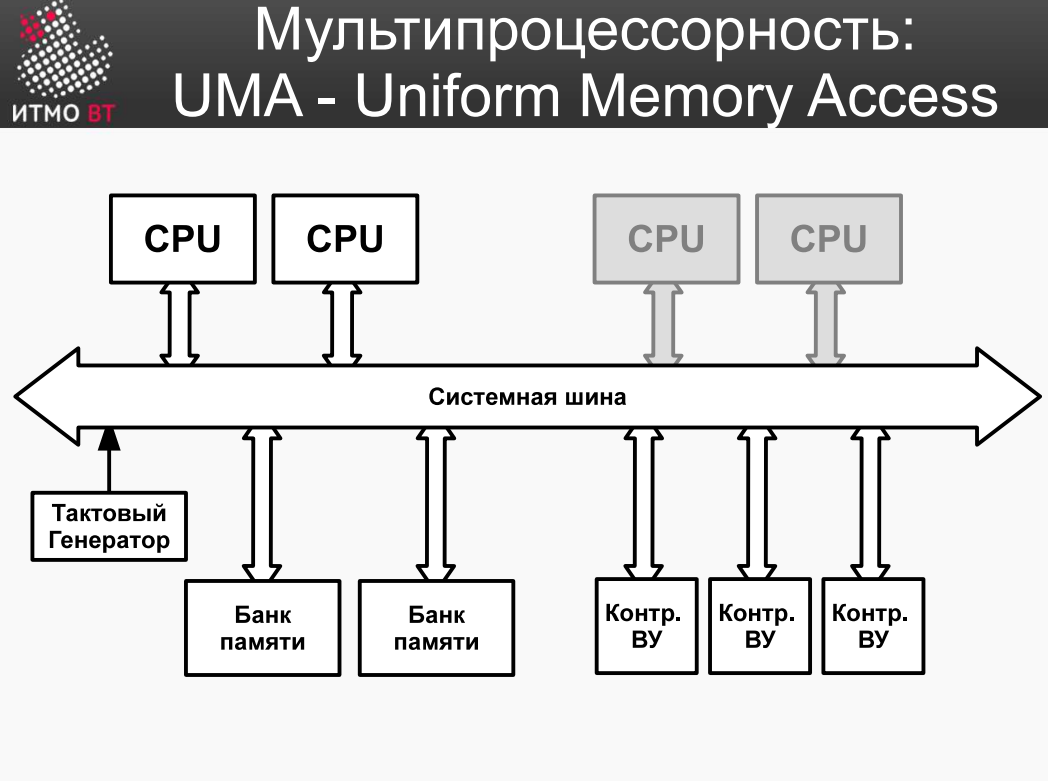 ИТМО ВТ
Мультипроцессорность:
UMA - Uniform Memory Access
CPU
CPU
CPU
CPU
Системная шина
Тактовый
Генератор
Банк
памяти
Банк
памяти
Контр.
ВУ
Контр.
ВУ
Контр.
ВУ